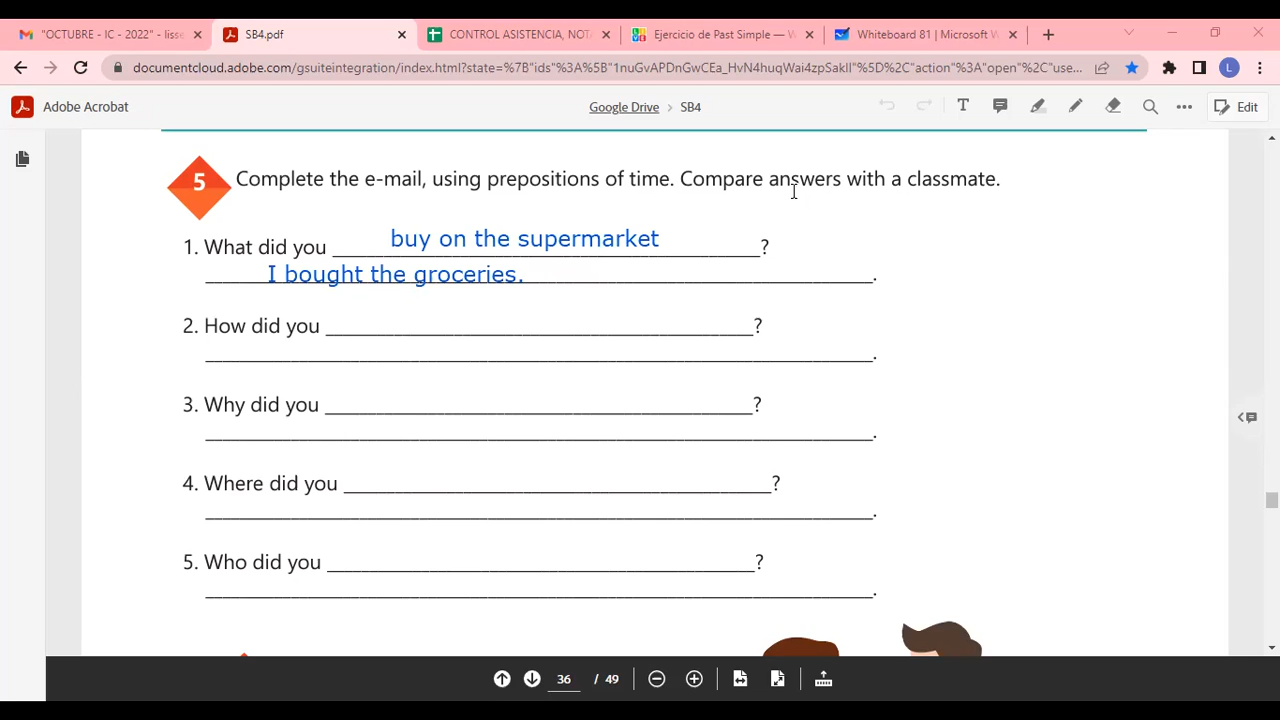 "OCTUBRE - IC - 2022" - liss
SB4.pdf
CONTROL ASISTENCIA, NOT
Ejercicio de Past Simple — W
Whiteboard 81 | Microsoft W
documentcloud.adobe.com/gsuiteintegration/index.html?state=%7B"ids"%3A%5B"1nuGvAPDnGwCEa_HvN4huqWai4zpSakIl"%5D%2C"action"%3A"open"%2C"use...
L
Adobe Acrobat
Google Drive > SB4
T
Edit
5
Complete the e-mail, using prepositions of time. Compare answers with a classmate.
1. What did you buy on the supermarket?
I bought the groceries.
2. How did you ?
3. Why did you ?
4. Where did you ?
5. Who did you ?
36 / 49